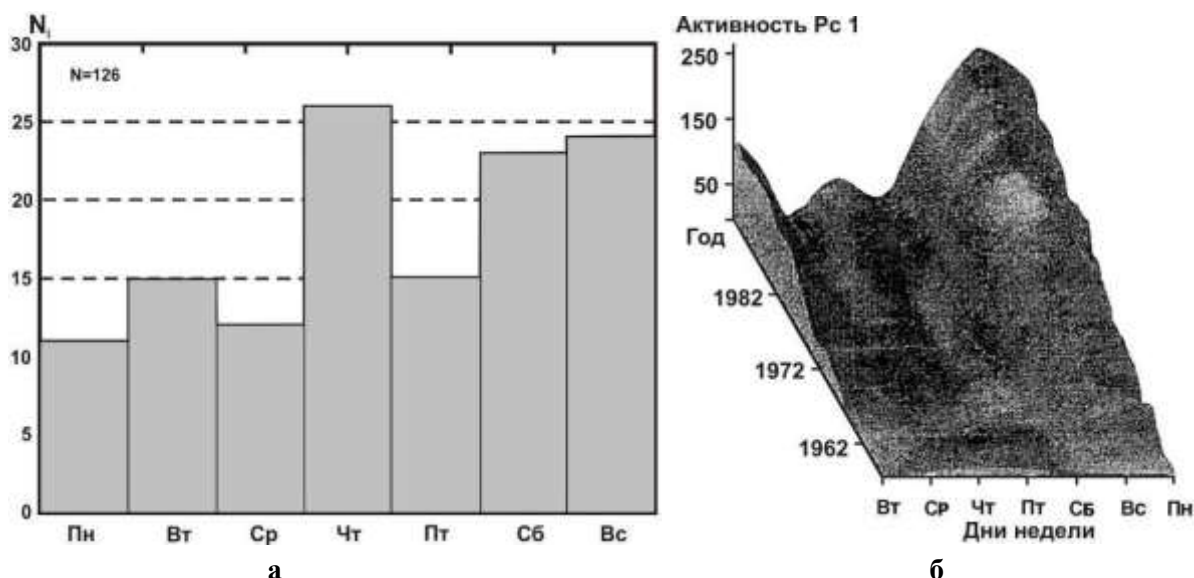 N₁
30
25
20
15
10
5
0
N=126
Пн Вт Ср Чт Пт Сб Вс
а
Активность Рс 1
250
150
50
Год
1982
1972
1962
Вт Ср Чт Пт Сб Вс Пн
Дни недели
б